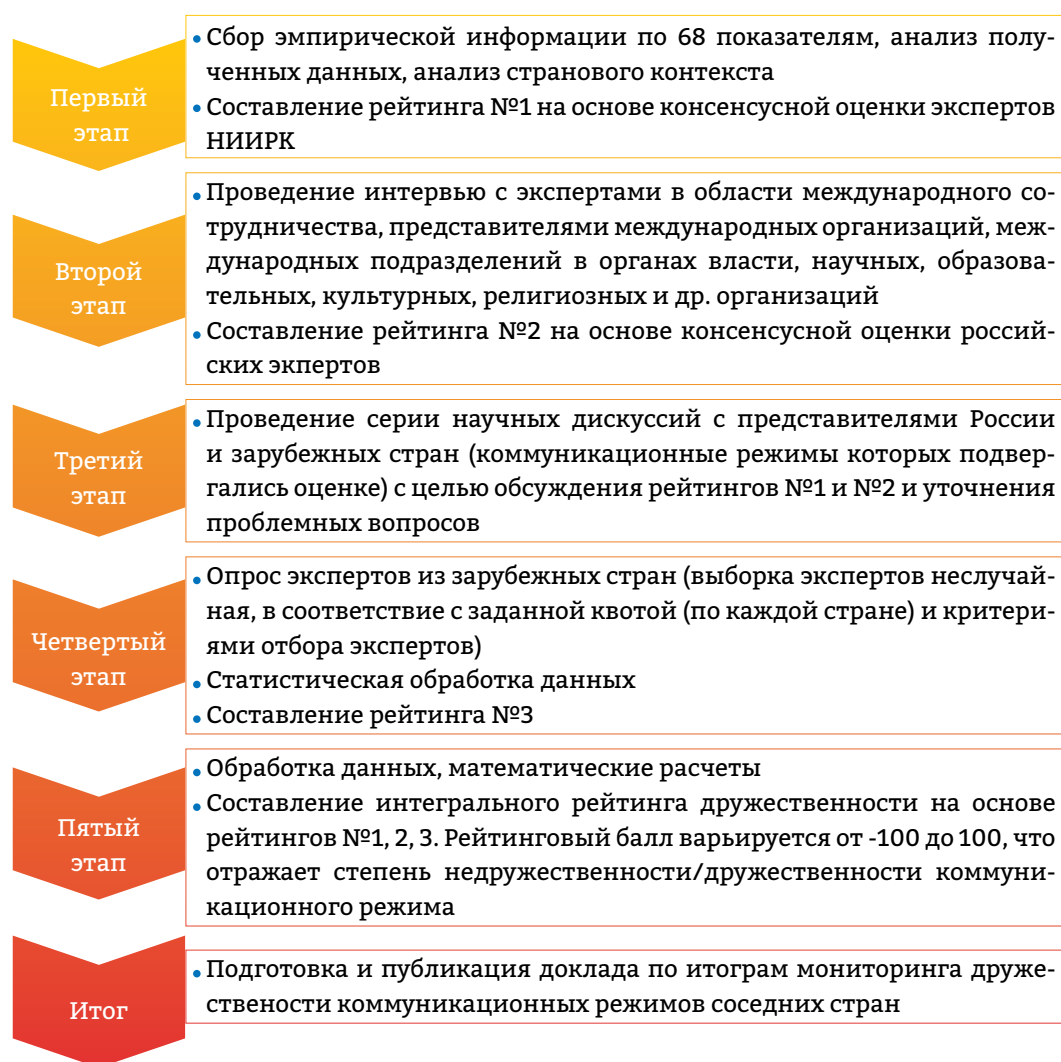 Первый
этап
• Сбор эмпирической информации по 68 показателям, анализ полу-
ченных данных, анализ странового контекста
• Составление рейтинга №1 на основе консенсусной оценки экспертов
НИИРК
Второй
этап
• Проведение интервью с экспертами в области международного со-
трудничества, представителями международных организаций, меж-
дународных подразделений в органах власти, научных, образова-
тельных, культурных, религиозных и др. организаций
• Составление рейтинга №2 на основе консенсусной оценки россий-
ских экпертов
Третий
этап
• Проведение серии научных дискуссий с представителями России
и зарубежных стран (коммуникационные режимы которых подвер-
гались оценке) с целью обсуждения рейтингов №1 и №2 и уточнения
проблемных вопросов
Четвертый
этап
• Опрос экспертов из зарубежных стран (выборка экспертов неслучай-
ная, в соответствие с заданной квотой (по каждой стране) и критери-
ями отбора экспертов)
• Статистическая обработка данных
• Составление рейтинга №3
Пятый
этап
• Обработка данных, математические расчеты
• Составление интегрального рейтинга дружественности на основе
рейтингов №1, 2, 3. Рейтинговый балл варьируется от -100 до 100, что
отражает степень недружественности/дружественности коммуни-
кационного режима
Итог
• Подготовка и публикация доклада по итограм мониторинга друже-
ствености коммуникационных режимов соседних стран